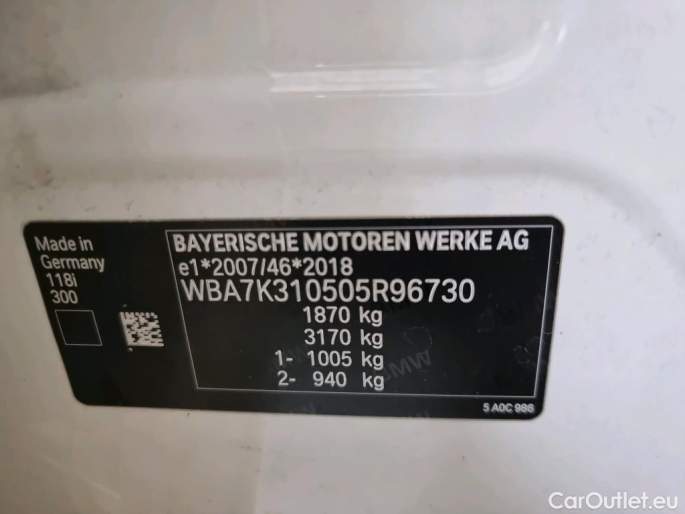 Made in
Germany
118i
300
BAYERISCHE MOTOREN WERKE AG
e1*2007/46*2018
WBA7K310505R96730
1870 kg
3170 kg
1- 1005 kg
2- 940 kg
5 A0C 986
CarOutlet.eu